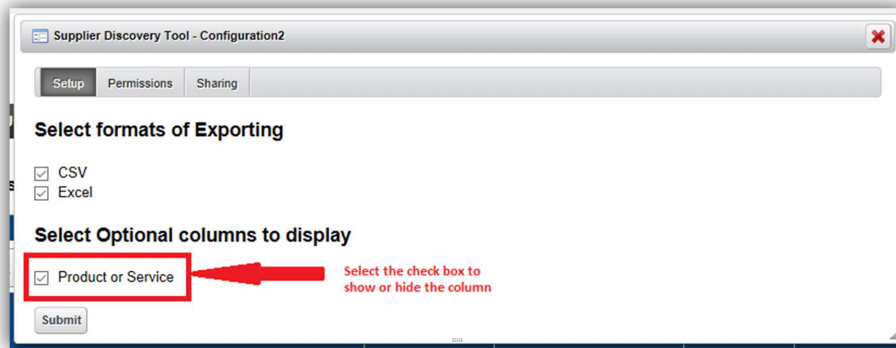 Supplier Discovery Tool - Configuration2
Setup Permissions Sharing
Select formats of Exporting
CSV
Excel
Select Optional columns to display
Product or Service
Select the check box to
show or hide the column
Submit